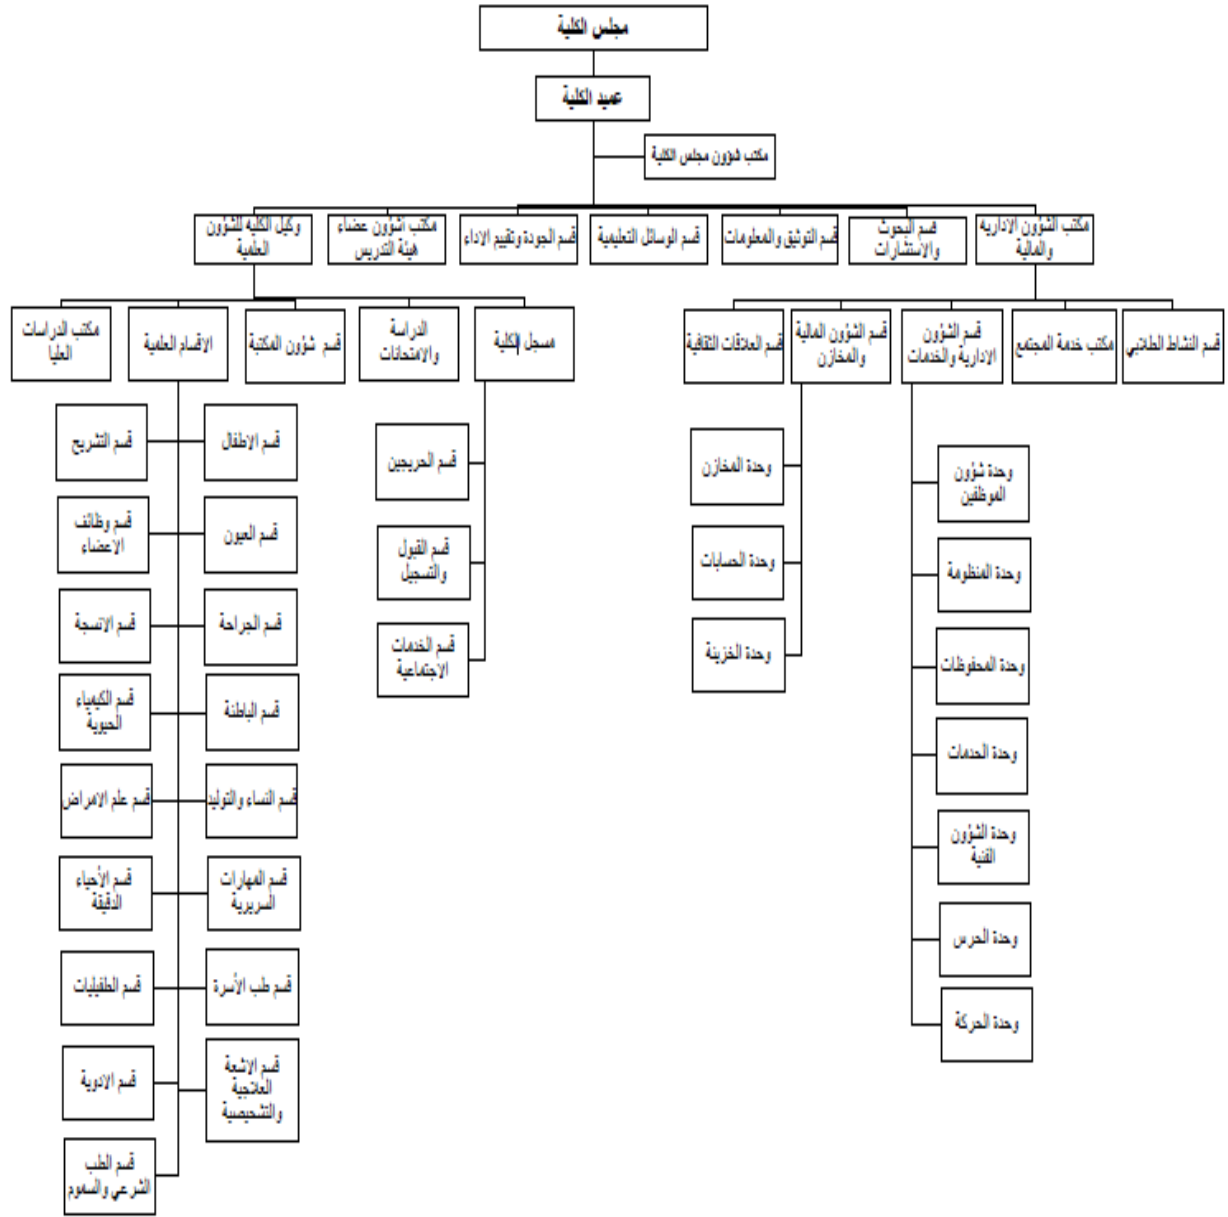 مجلس الكلية
عميد الكلية
مكتب شؤون مجلس الكلية
مكتب الشؤون الادارية
والمالية
قسم البحوث
والاستشارات
قسم التوثيق والمعلومات
قسم الوسائل التعليمية
قسم الجودة وتقييم الاداء
مكتب اشؤون عضاء
هيئة التدريس
وكيل الكليه للشؤون
العلمية
قسم النشاط الطلابي
مكتب خدمة المجتمع
قسم الشؤون
الادارية والخدمات
قسم الشؤون المالية
والمخازن
قسم العلاقات الثقافية
مسجل الكلية
الدراسة
والامتحانات
قسم شؤون المكتبة
الاقسام العلمية
مكتب الدراسات
العليا
وحدة شؤون
الموظفين
وحدة المنظومة
وحدة المحفوظات
وحدة الخدمات
وحدة الشؤون
الفنية
وحدة الحرس
وحدة الحركة
وحدة المخازن
وحدة الحسابات
وحدة الخزينة
قسم الخريجين
قسم القبول
والتسجيل
قسم الخدمات
الاجتماعية
قسم الاطفال
قسم العيون
قسم الجراحة
قسم الباطنة
قسم النساء والتوليد
قسم المهارات
السريرية
قسم طب الأسرة
قسم الاشعة
العلاجية
والتشخيصية
قسم التشريح
قسم وظائف
الاعضاء
قسم الانسجة
قسم الكيمياء
الحيوية
قسم علم الامراض
قسم الأحياء
الدقيقة
قسم الطفيليات
قسم الادوية
قسم الطب
الشرعي والسموم